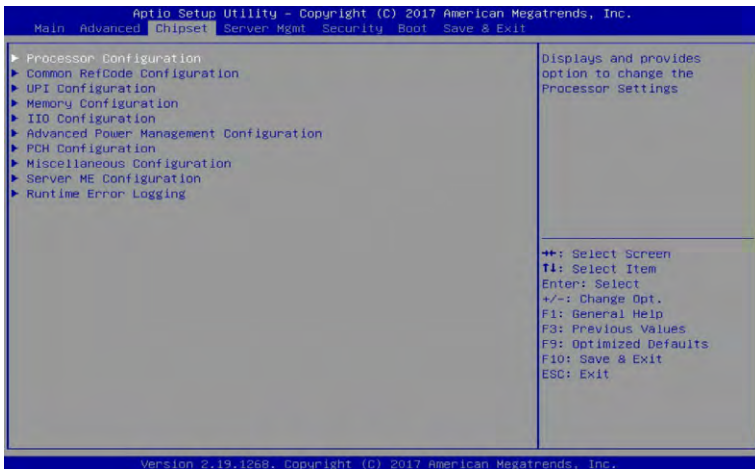 Aptio Setup Utility – Copyright (C) 2017 American Megatrends, Inc.
Main Advanced Chipset Server Mgmt Security Boot Save & Exit
▶ Processor Configuration
▶ Common RefCode Configuration
▶ UPI Configuration
▶ Memory Configuration
▶ IIO Configuration
▶ Advanced Power Management Configuration
▶ PCH Configuration
▶ Miscellaneous Configuration
▶ Server ME Configuration
▶ Runtime Error Logging
Displays and provides
option to change the
Processor Settings
→←: Select Screen
↑↓: Select Item
Enter: Select
+/-: Change Opt.
F1: General Help
F3: Previous Values
F9: Optimized Defaults
F10: Save & Exit
ESC: Exit
Version 2.19.1268. Copyright (C) 2017 American Megatrends, Inc.